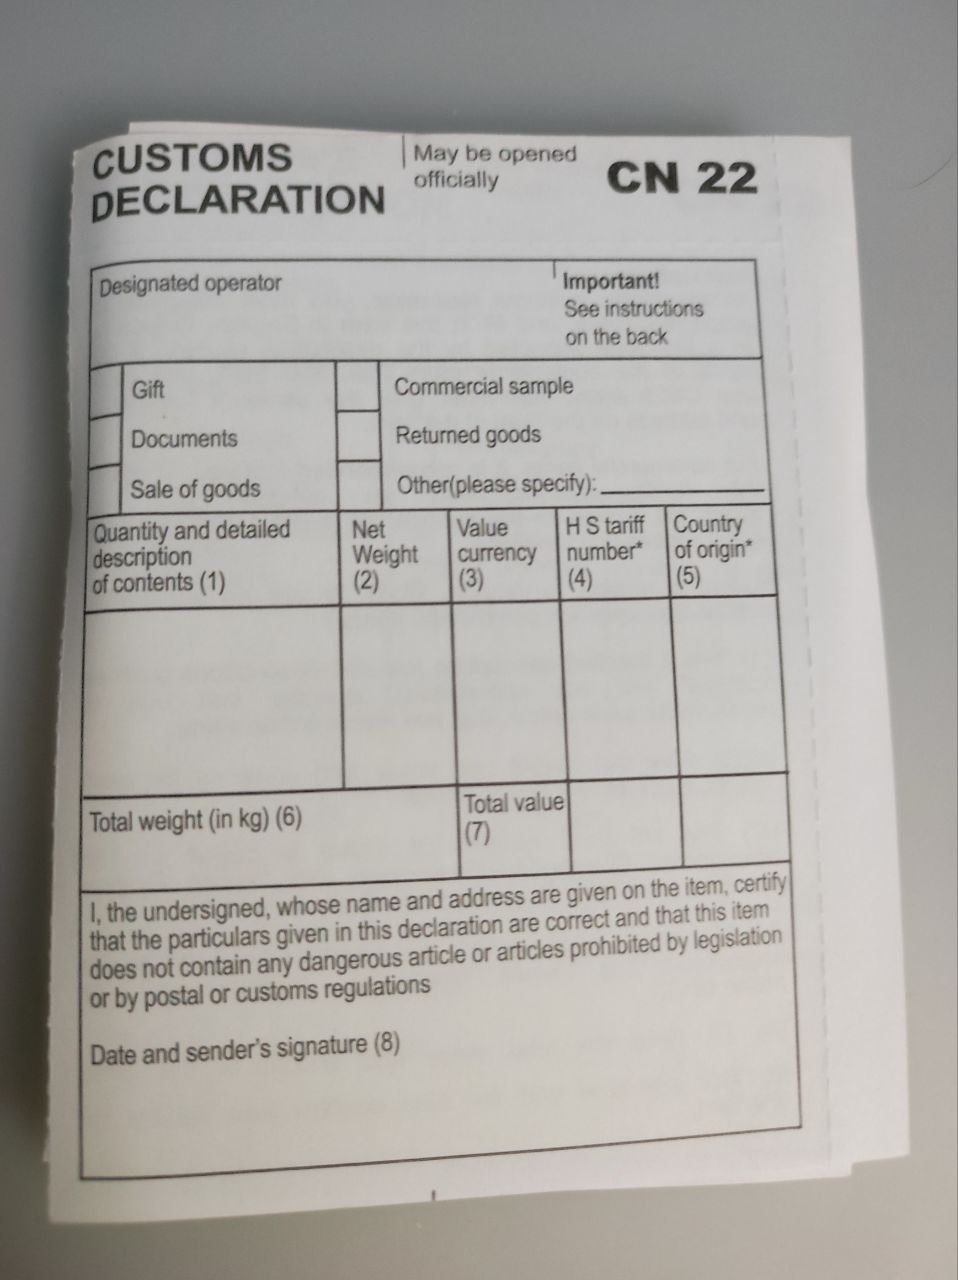 CUSTOMS
DECLARATION
May be opened
officially
CN 22
Designated operator
Important!
See instructions
on the back
Gift
Commercial sample
Documents
Returned goods
Sale of goods
Other(please specify):
Quantity and detailed
description
of contents (1)
Net
Weight
(2)
Value
currency
(3)
H S tariff
number*
(4)
Country
of origin*
(5)
Total weight (in kg) (6)
Total value
(7)
I, the undersigned, whose name and address are given on the item, certify
that the particulars given in this declaration are correct and that this item
does not contain any dangerous article or articles prohibited by legislation
or by postal or customs regulations
Date and sender's signature (8)